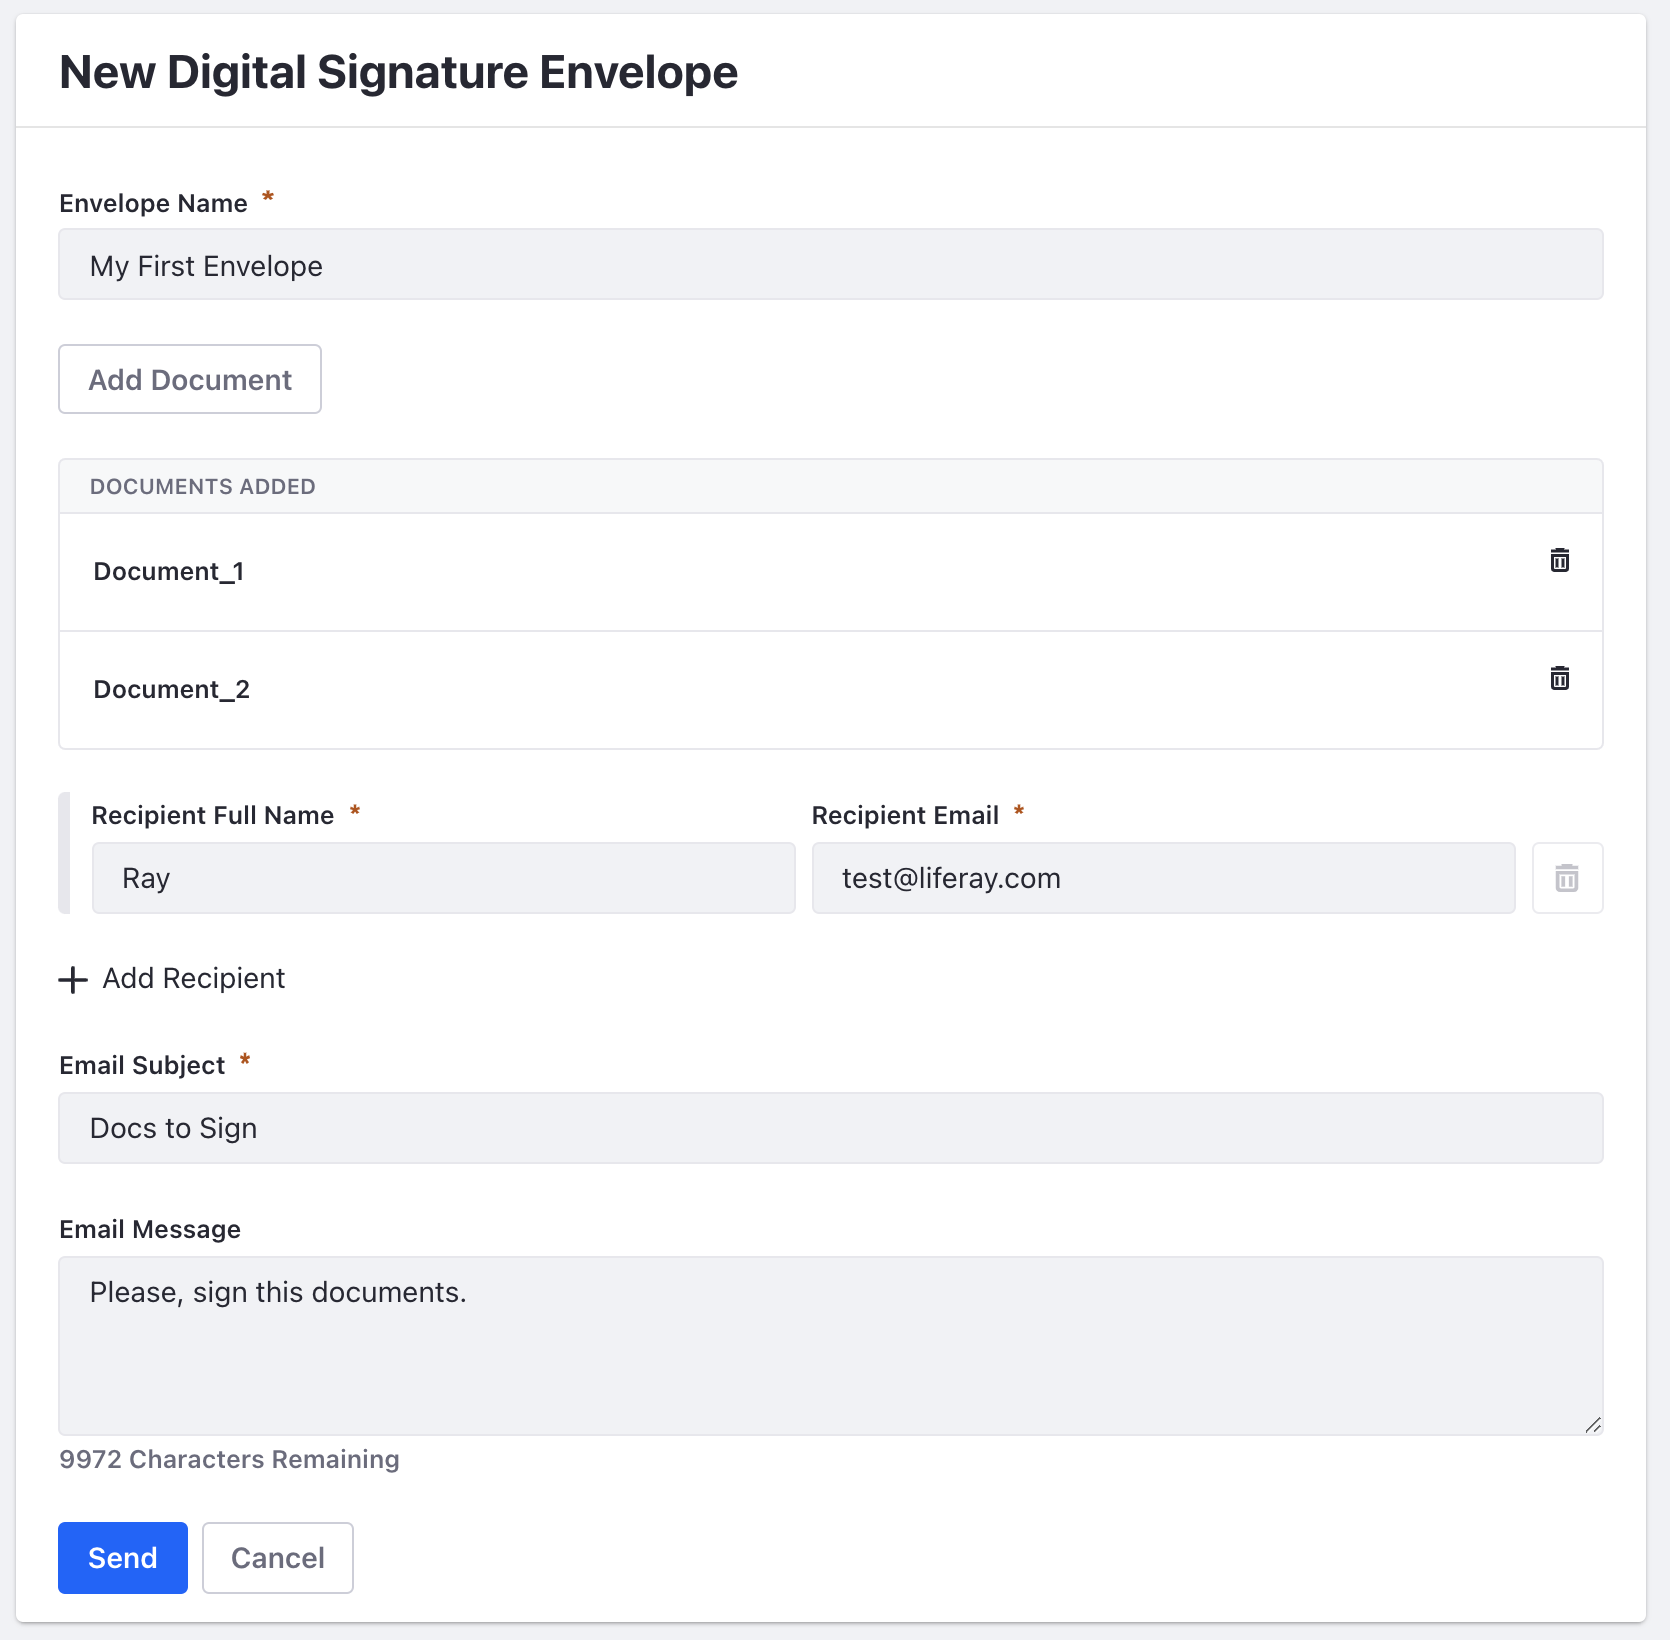 New Digital Signature Envelope
Envelope Name *
My First Envelope
Add Document
DOCUMENTS ADDED
Document_1
Document_2
Recipient Full Name * Recipient Email *
Ray test@liferay.com
Add Recipient
Email Subject *
Docs to Sign
Email Message
Please, sign this documents.
9972 Characters Remaining
Send Cancel